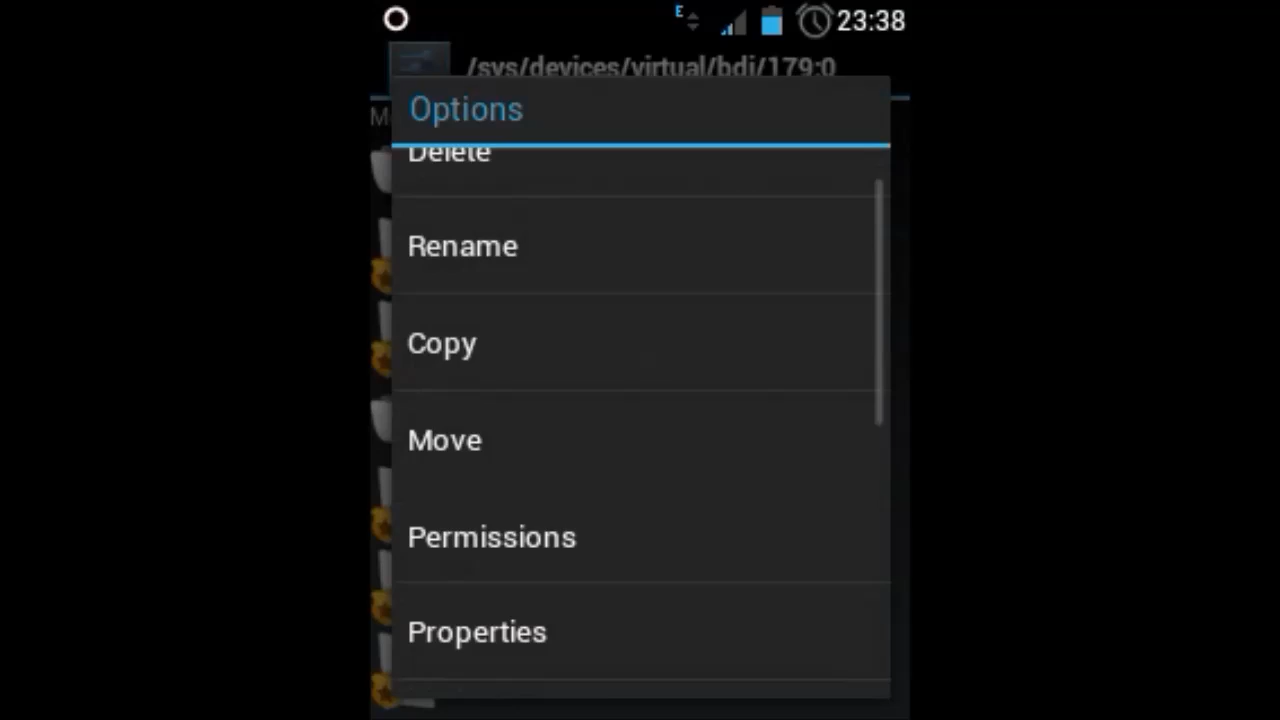 E
23:38
/sys/devices/virtual/bdi/179:0
M
Options
Delete
Rename
Copy
Move
Permissions
Properties